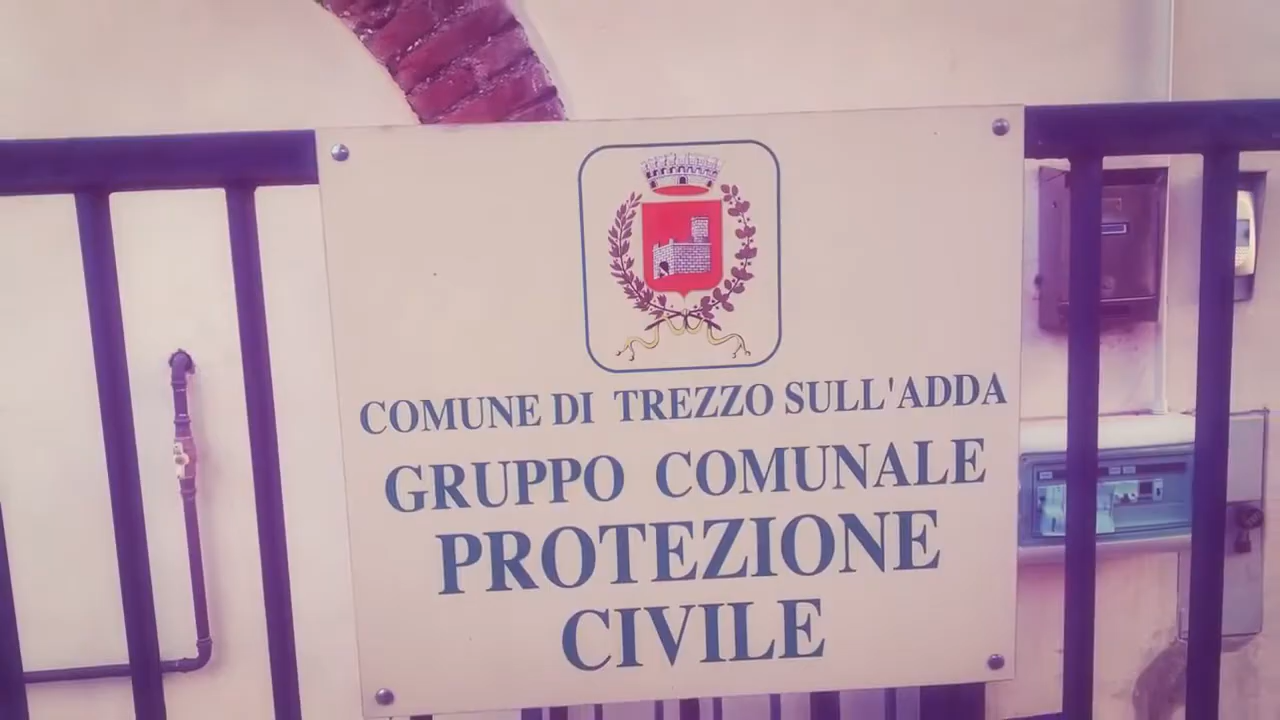 COMUNE DI TREZZO SULL'ADDA
GRUPPO COMUNALE
PROTEZIONE
CIVILE